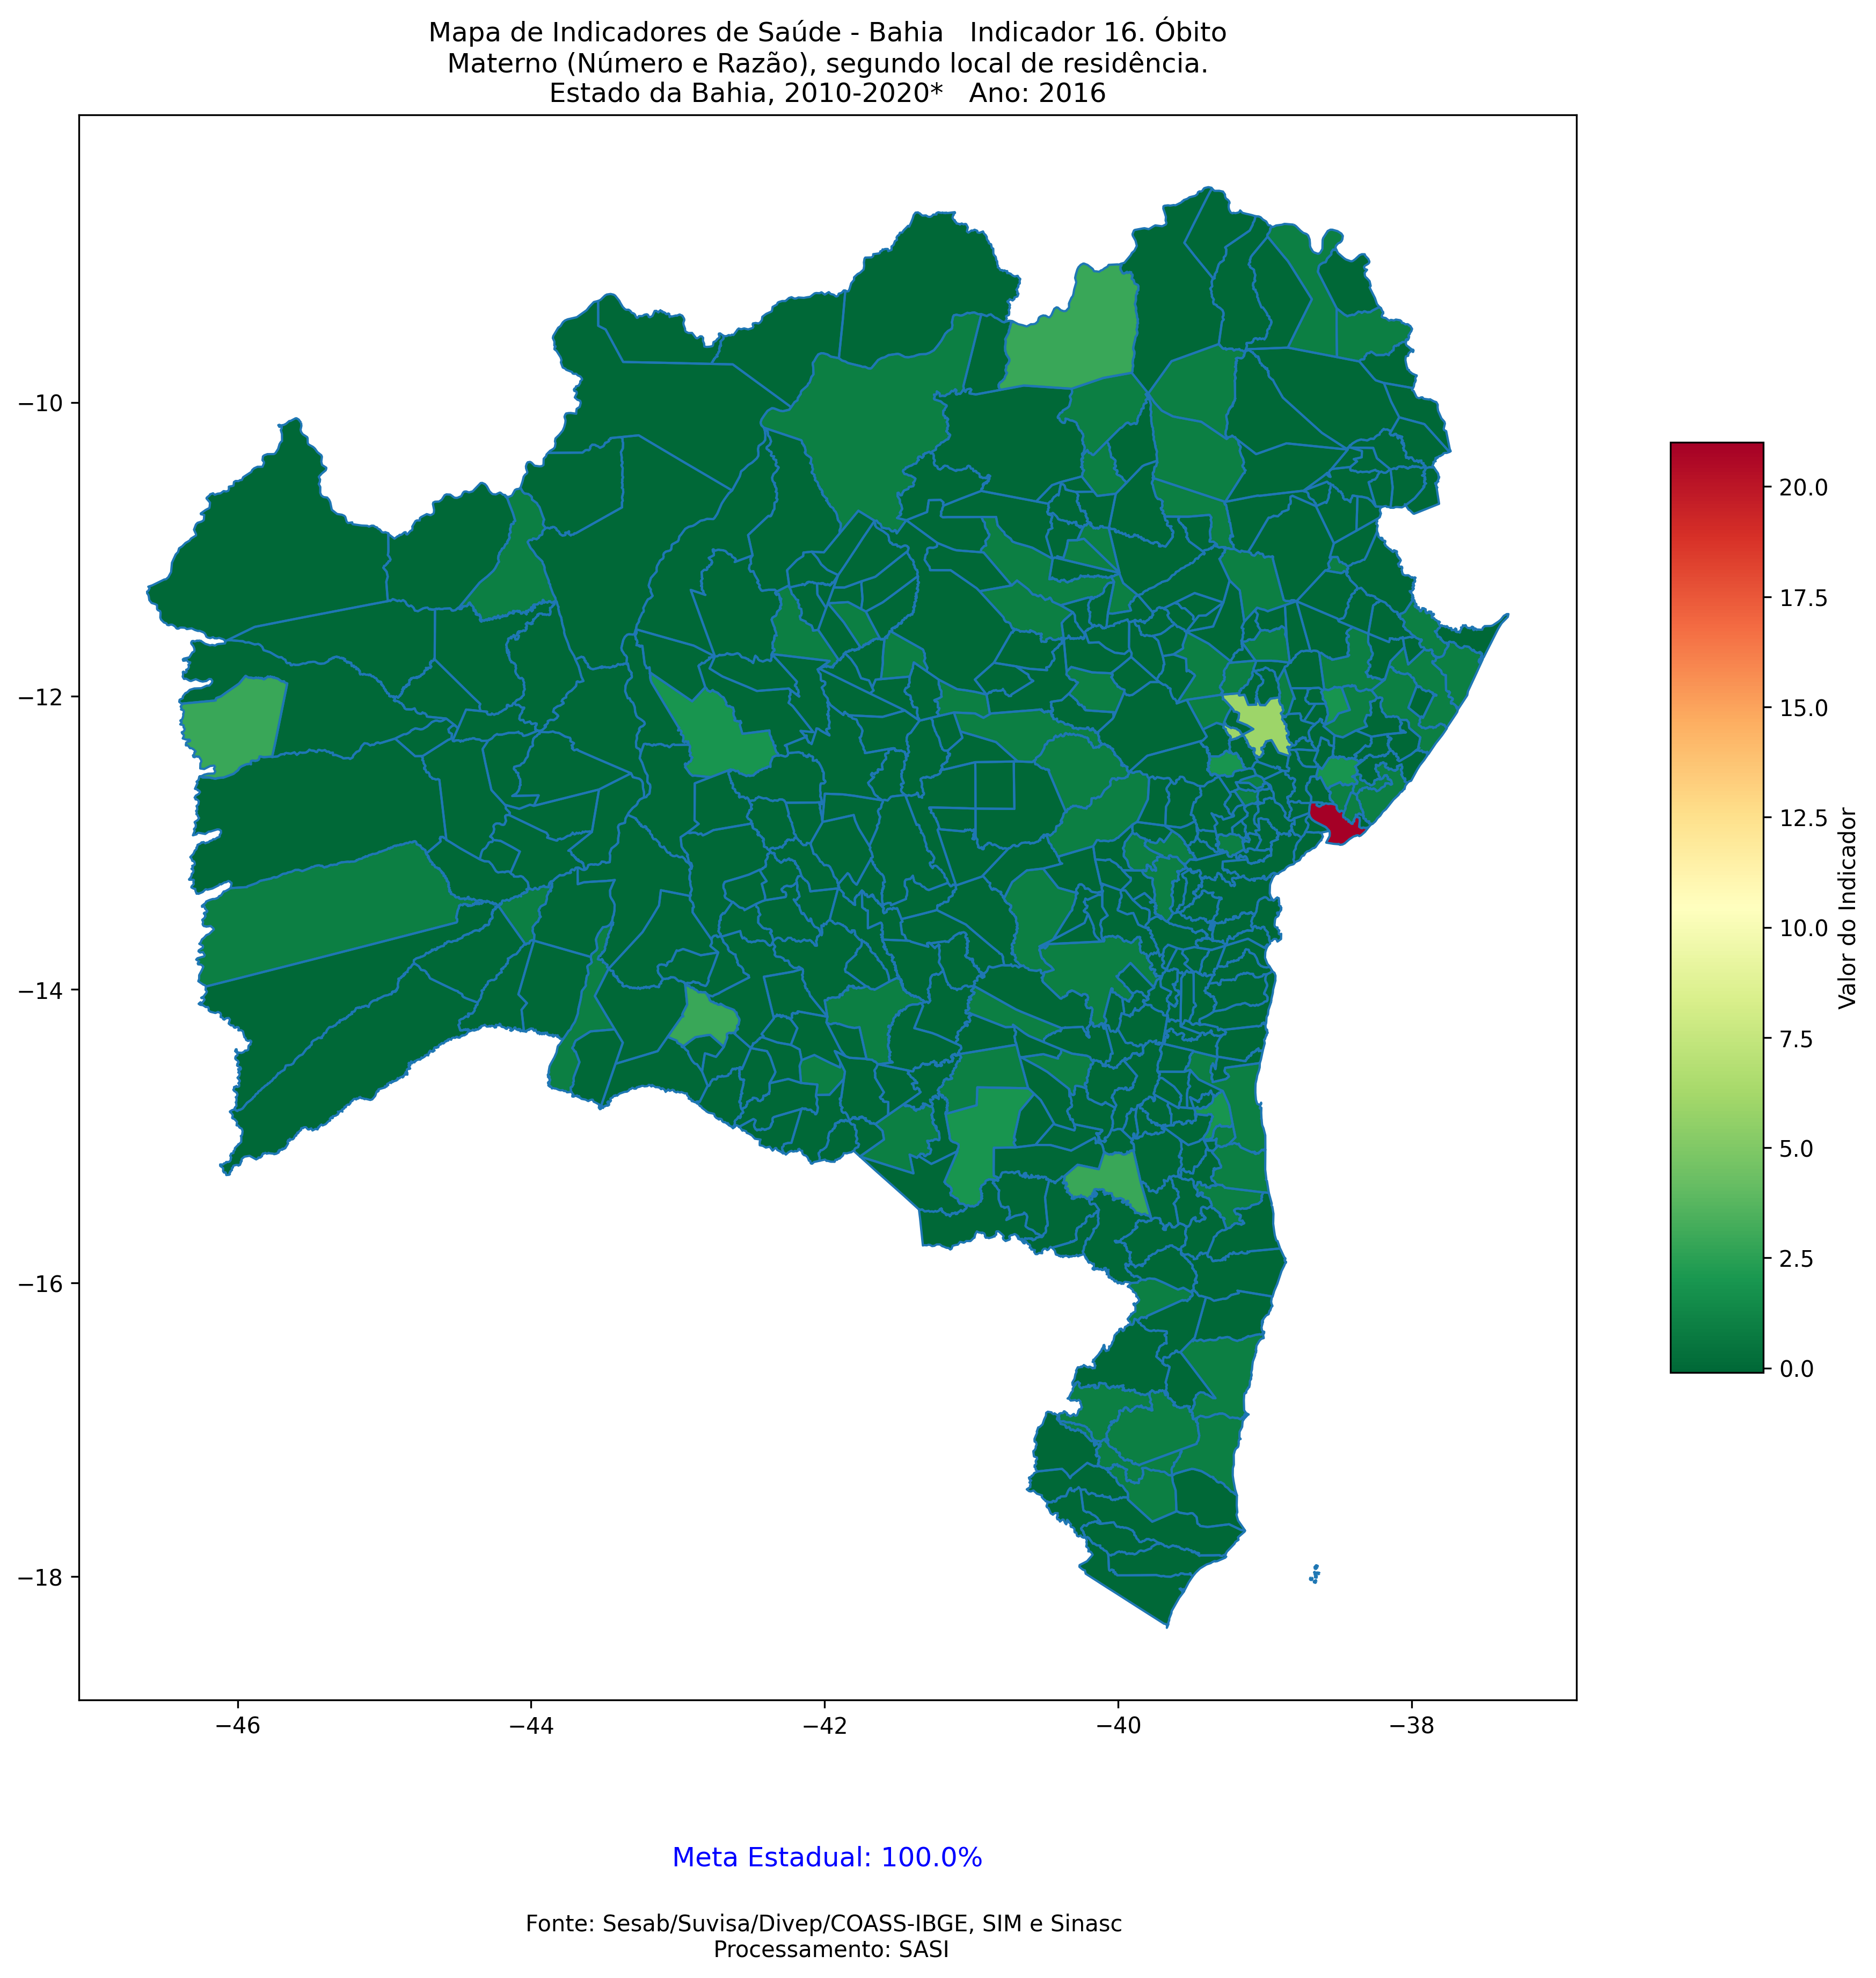 Mapa de Indicadores de Saúde - Bahia   Indicador 16. Óbito
Materno (Número e Razão), segundo local de residência.
Estado da Bahia, 2010-2020*   Ano: 2016
−10
−12
−14
−16
−18
−46
−44
−42
−40
−38
20.0
17.5
15.0
12.5
10.0
7.5
5.0
2.5
0.0
Valor do Indicador
Meta Estadual: 100.0%
Fonte: Sesab/Suvisa/Divep/COASS-IBGE, SIM e Sinasc
Processamento: SASI